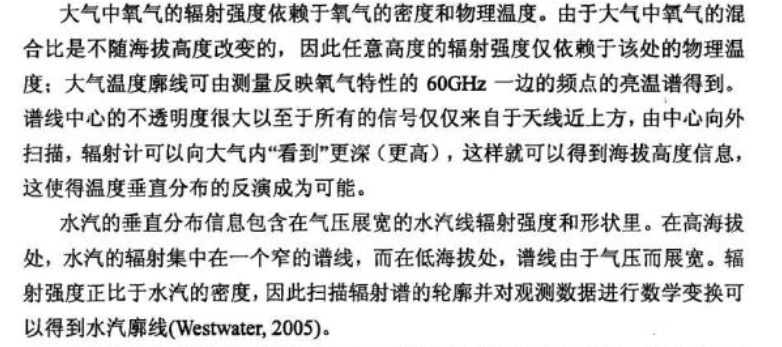 大气中氧气的辐射强度依赖于氧气的密度和物理温度。由于大气中氧气的混
合比是不随海拔高度改变的，因此任意高度的辐射强度仅依赖于该处的物理温
度；大气温度廓线可由测量反映氧气特性的 60GHz 一边的频点的亮温谱得到。
谱线中心的不透明度很大以至于所有的信号仅仅来自于天线近上方，由中心向外
扫描，辐射计可以向大气内“看到”更深（更高），这样就可以得到海拔高度信息，
这使得温度垂直分布的反演成为可能。
水汽的垂直分布信息包含在气压展宽的水汽线辐射强度和形状里。在高海拔
处，水汽的辐射集中在一个窄的谱线，而在低海拔处，谱线由于气压而展宽。辐
射强度正比于水汽的密度，因此扫描辐射谱的轮廓并对观测数据进行数学变换可
以得到水汽廓线(Westwater, 2005)。